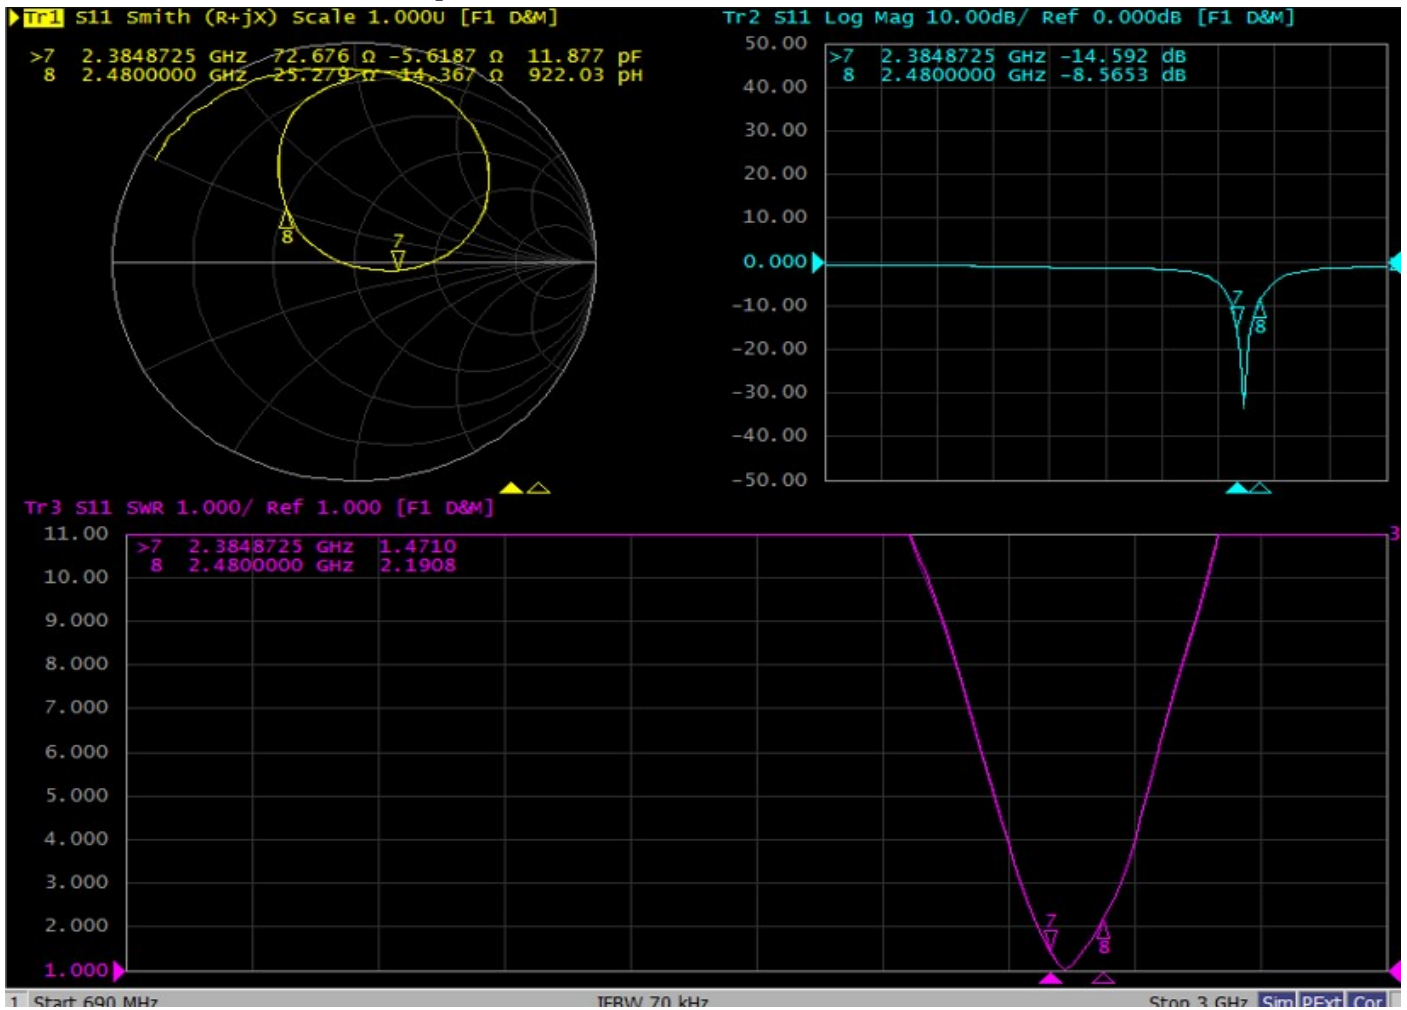 Tr1 S11 Smith (R+jX) Scale 1.000U [F1 D&M]
>7 2.3848725 GHz 72.676 Ω -5.6187 Ω 11.877 pF
8 2.4800000 GHz 25.279 Ω 14.367 Ω 922.03 pH
7
8
Tr2 S11 Log Mag 10.00dB/ Ref 0.000dB [F1 D&M]
>7 2.3848725 GHz -14.592 dB
8 2.4800000 GHz -8.5653 dB
50.00
40.00
30.00
20.00
10.00
0.000
-10.00
-20.00
-30.00
-40.00
-50.00
7
8
Tr3 S11 SWR 1.000/ Ref 1.000 [F1 D&M]
>7 2.3848725 GHz 1.4710
8 2.4800000 GHz 2.1908
11.00
10.00
9.000
8.000
7.000
6.000
5.000
4.000
3.000
2.000
1.000
3
7
8
1 Start 690 MHz IFBW 70 kHz Stop 3 GHz Sim PExt Cor